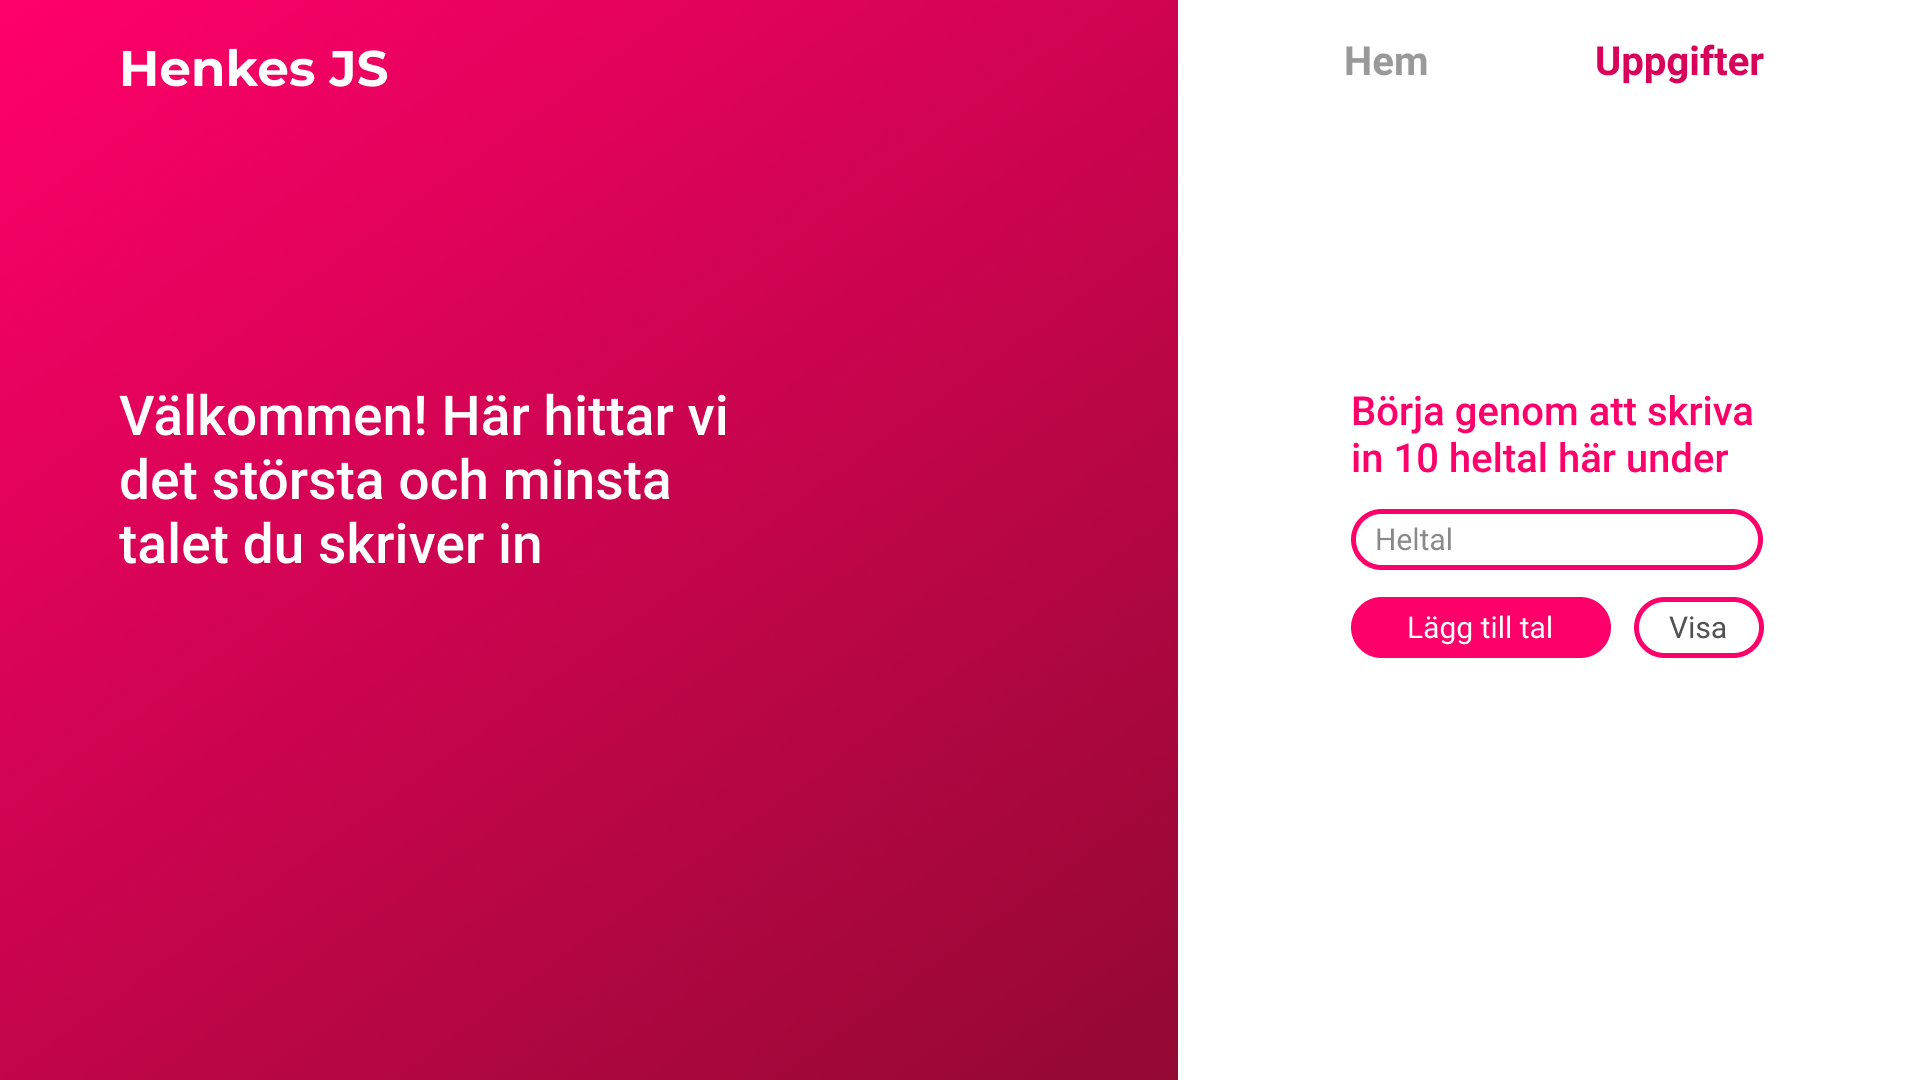 Henkes JS
Hem
Uppgifter
Välkommen! Här hittar vi
det största och minsta
talet du skriver in
Börja genom att skriva
in 10 heltal här under
Heltal
Lägg till tal
Visa